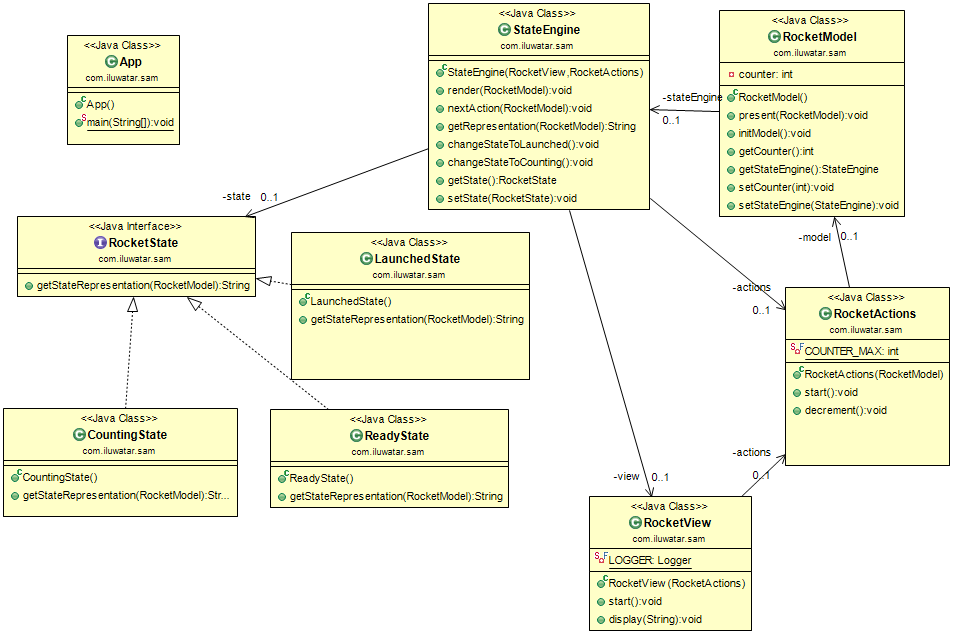 <<Java Class>>
App
com.iluwatar.sam
App()
main(String[]):void
<<Java Class>>
StateEngine
com.iluwatar.sam
StateEngine(RocketView,RocketActions)
render(RocketModel):void
nextAction(RocketModel):void
getRepresentation(RocketModel):String
changeStateToLaunched():void
changeStateToCounting():void
getState():RocketState
setState(RocketState):void
<<Java Class>>
RocketModel
com.iluwatar.sam
counter: int
RocketModel()
present(RocketModel):void
initModel():void
getCounter():int
getStateEngine():StateEngine
setCounter(int):void
setStateEngine(StateEngine):void
-stateEngine
0..1
-state 0..1
<<Java Interface>>
RocketState
com.iluwatar.sam
getStateRepresentation(RocketModel):String
<<Java Class>>
LaunchedState
com.iluwatar.sam
LaunchedState()
getStateRepresentation(RocketModel):String
-model 0..1
-actions
0..1
<<Java Class>>
RocketActions
com.iluwatar.sam
COUNTER_MAX: int
RocketActions(RocketModel)
start():void
decrement():void
<<Java Class>>
CountingState
com.iluwatar.sam
CountingState()
getStateRepresentation(RocketModel):Str...
<<Java Class>>
ReadyState
com.iluwatar.sam
ReadyState()
getStateRepresentation(RocketModel):String
-actions
0..1
-view 0..1
<<Java Class>>
RocketView
com.iluwatar.sam
LOGGER: Logger
RocketView(RocketActions)
start():void
display(String):void